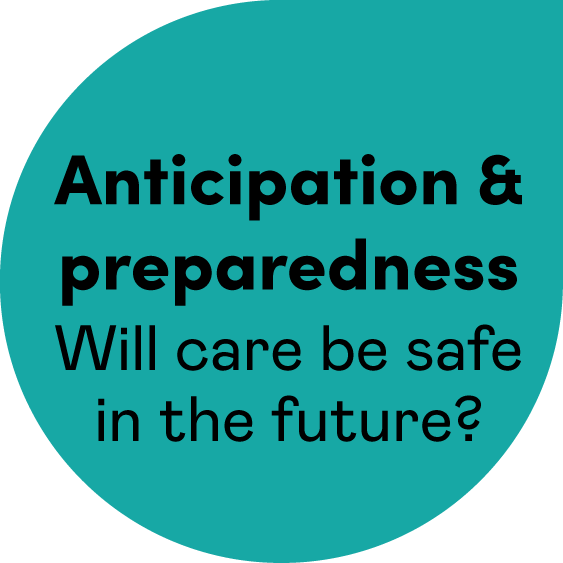 Anticipation &
preparedness
Will care be safe
in the future?